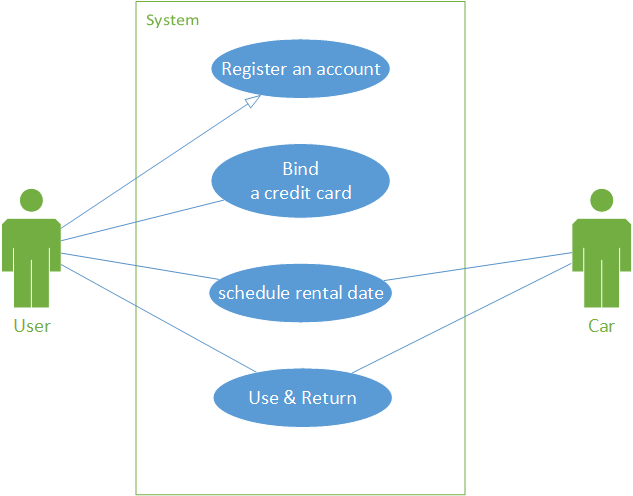 System
Register an account
Bind
a credit card
schedule rental date
Use & Return
User
Car